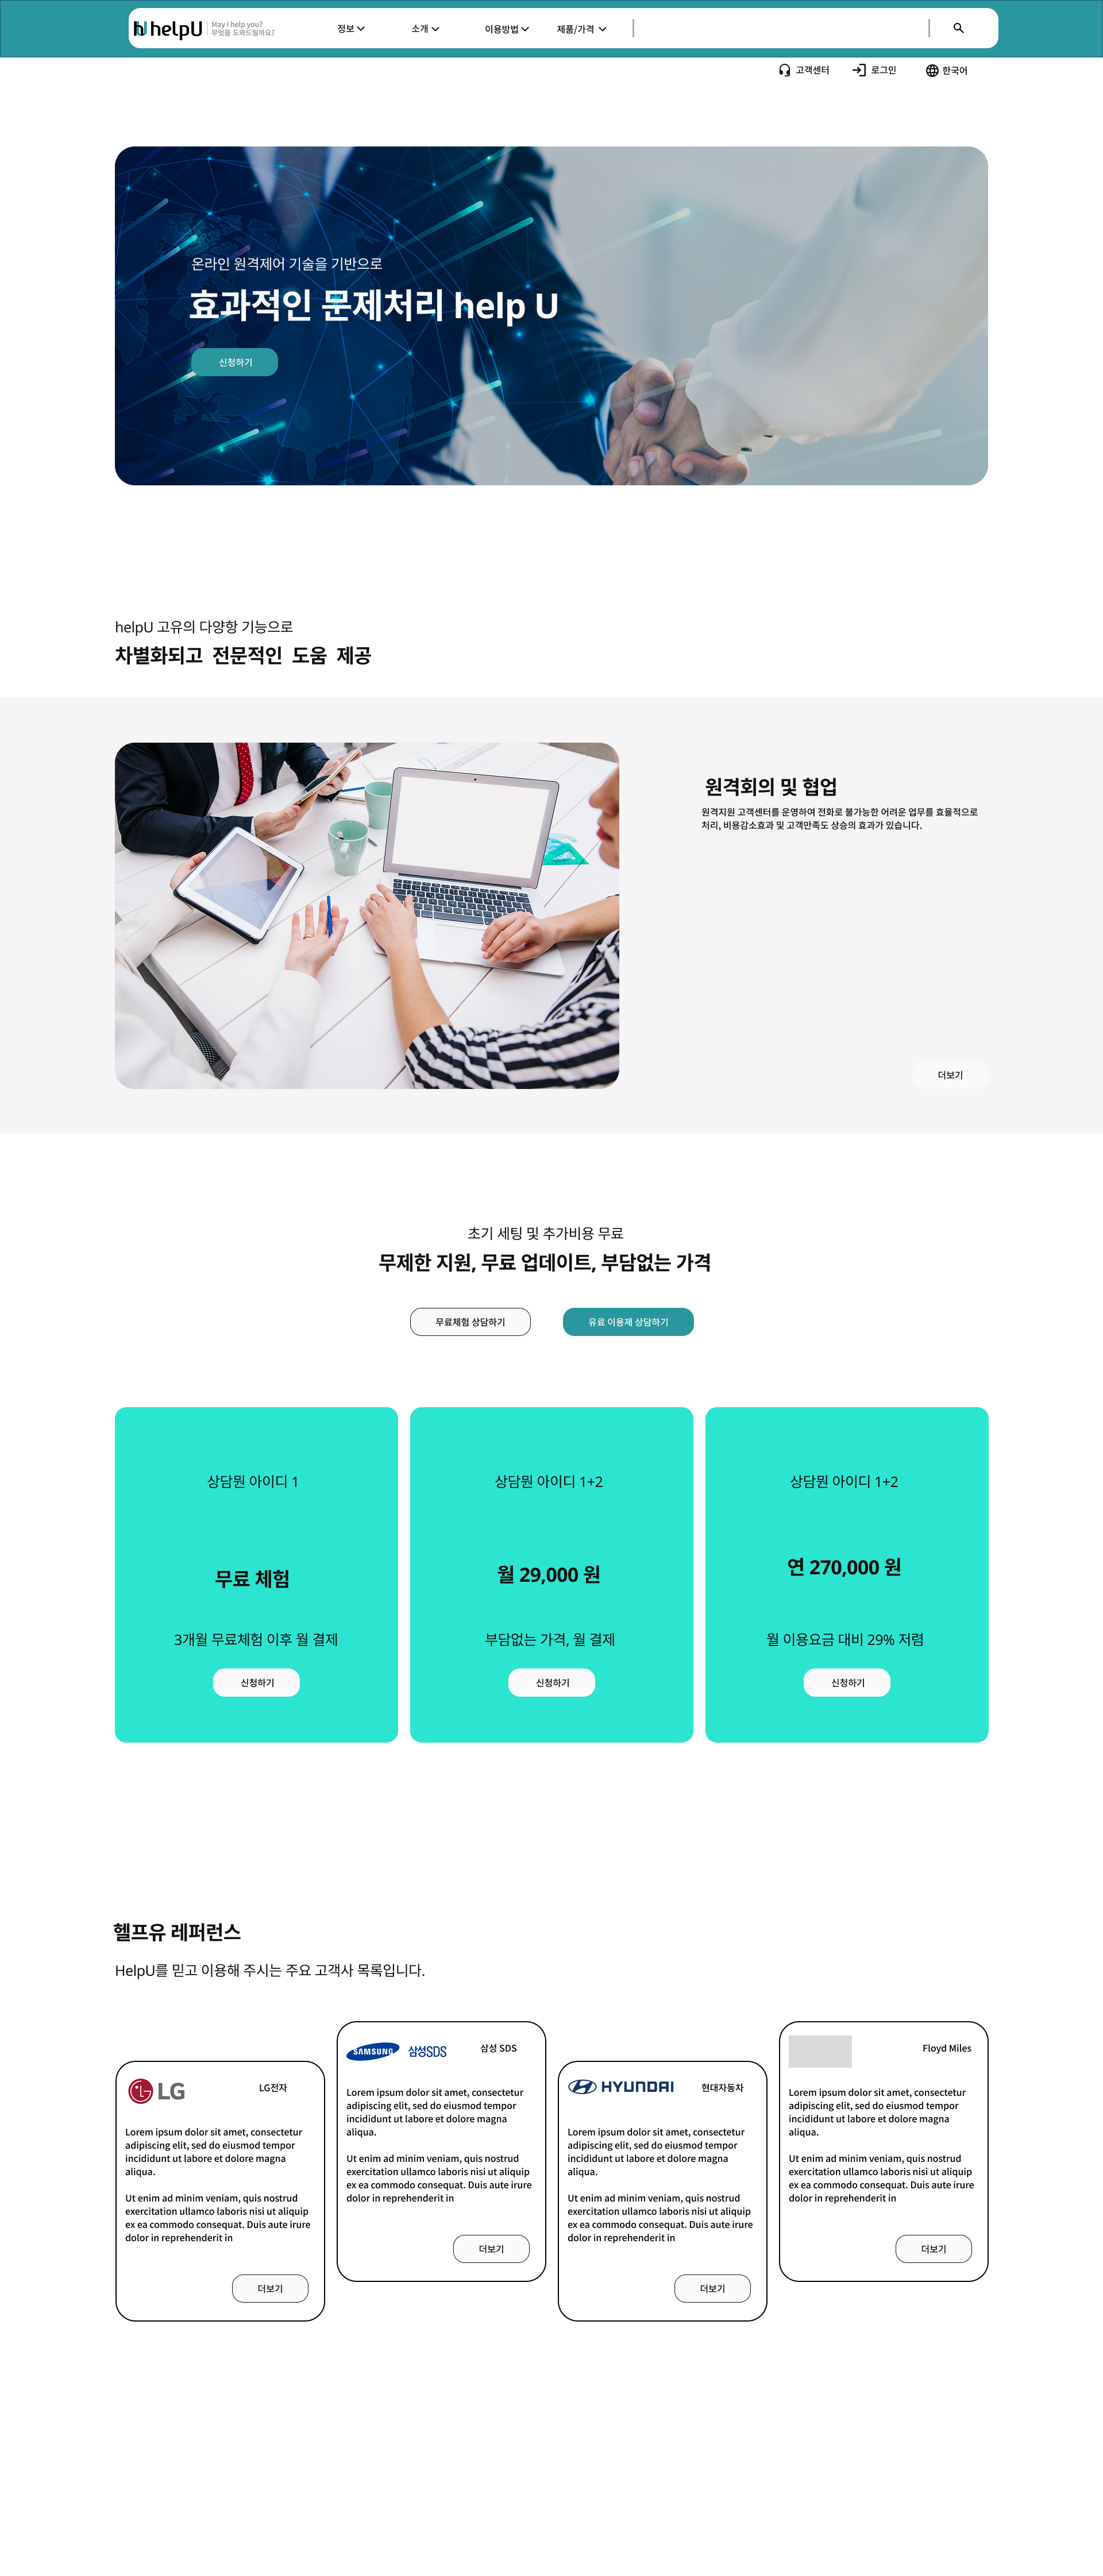 helpU
May I help you?
무엇을 도와드릴까요?
정보
소개
이용방법
제품/가격
고객센터
로그인
한국어
온라인 원격제어 기술을 기반으로
효과적인 문제처리 help U
신청하기
helpU 고유의 다양항 기능으로
차별화되고 전문적인 도움 제공
원격회의 및 협업
원격지원 고객센터를 운영하여 전화로 불가능한 어려운 업무를 효율적으로
처리, 비용감소효과 및 고객만족도 상승의 효과가 있습니다.
더보기
초기 세팅 및 추가비용 무료
무제한 지원, 무료 업데이트, 부담없는 가격
무료체험 상담하기
유료 이용제 상담하기
상담뭔 아이디 1
무료 체험
3개월 무료체험 이후 월 결제
신청하기
상담뭔 아이디 1+2
월 29,000 원
부담없는 가격, 월 결제
신청하기
상담뭔 아이디 1+2
연 270,000 원
월 이용요금 대비 29% 저렴
신청하기
헬프유 레퍼런스
HelpU를 믿고 이용해 주시는 주요 고객사 목록입니다.
LG
LG전자
Lorem ipsum dolor sit amet, consectetur
adipiscing elit, sed do eiusmod tempor
incididunt ut labore et dolore magna
aliqua.
Ut enim ad minim veniam, quis nostrud
exercitation ullamco laboris nisi ut aliquip
ex ea commodo consequat. Duis aute irure
dolor in reprehenderit in
더보기
SAMSUNG 삼성SDS
삼성 SDS
Lorem ipsum dolor sit amet, consectetur
adipiscing elit, sed do eiusmod tempor
incididunt ut labore et dolore magna
aliqua.
Ut enim ad minim veniam, quis nostrud
exercitation ullamco laboris nisi ut aliquip
ex ea commodo consequat. Duis aute irure
dolor in reprehenderit in
더보기
HYUNDAI
현대자동차
Lorem ipsum dolor sit amet, consectetur
adipiscing elit, sed do eiusmod tempor
incididunt ut labore et dolore magna
aliqua.
Ut enim ad minim veniam, quis nostrud
exercitation ullamco laboris nisi ut aliquip
ex ea commodo consequat. Duis aute irure
dolor in reprehenderit in
더보기
Floyd Miles
Lorem ipsum dolor sit amet, consectetur
adipiscing elit, sed do eiusmod tempor
incididunt ut labore et dolore magna
aliqua.
Ut enim ad minim veniam, quis nostrud
exercitation ullamco laboris nisi ut aliquip
ex ea commodo consequat. Duis aute irure
dolor in reprehenderit in
더보기